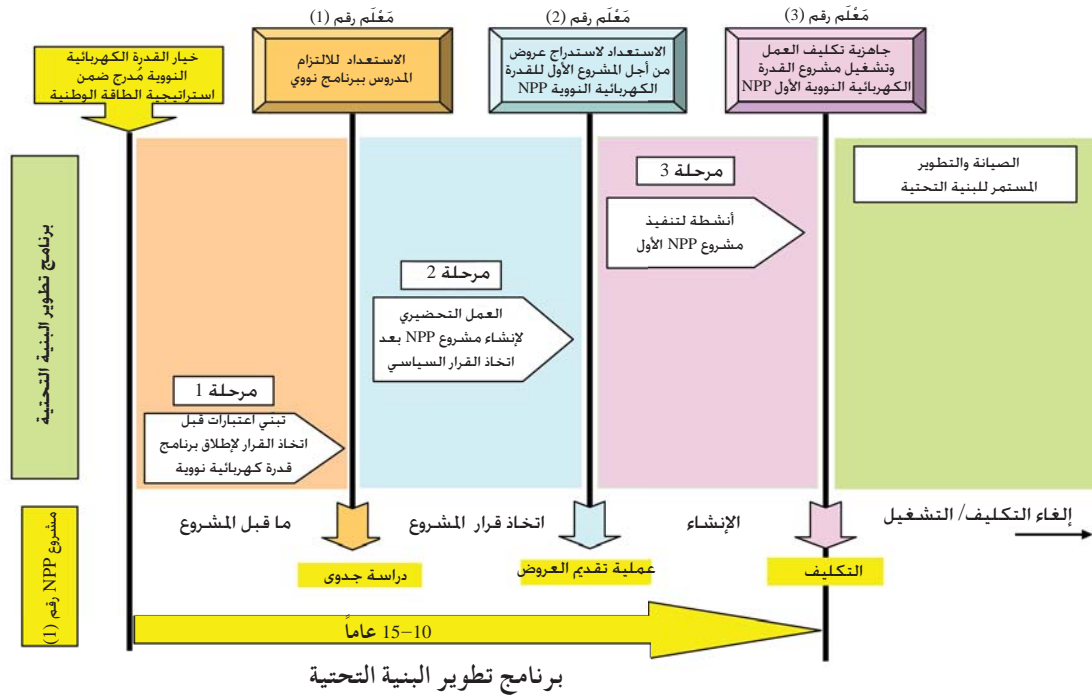 خيار القدرة الكهربائية
النووية مُدرج ضمن
استراتيجية الطاقة الوطنية
مَعْلَم رقم (1)
الاستعداد للالتزام
المدروس ببرنامج نووي
مَعْلَم رقم (2)
الاستعداد لاستدراج عروض
من أجل المشروع الأول للقدرة
الكهربائية النووية NPP
مَعْلَم رقم (3)
جاهزية تكليف العمل
وتشغيل مشروع القدرة
الكهربائية النووية الأول NPP
برنامج تطوير البنية التحتية
مرحلة 1
تبنّي اعتبارات قبل
اتخاذ القرار لإطلاق برنامج
قدرة كهربائية نووية
مرحلة 2
العمل التحضيري
لإنشاء مشروع NPP بعد
اتخاذ القرار السياسي
مرحلة 3
أنشطة لتنفيذ
مشروع NPP الأول
الصيانة والتطوير
المستمر للبنية التحتية
مشروع NPP رقم (1)
ما قبل المشروع
اتخاذ قرار المشروع
الإنشاء
إلغاء التكليف/ التشغيل
دراسة جدوى
عملية تقديم العروض
التكليف
10–15 عاماً
برنامج تطوير البنية التحتية